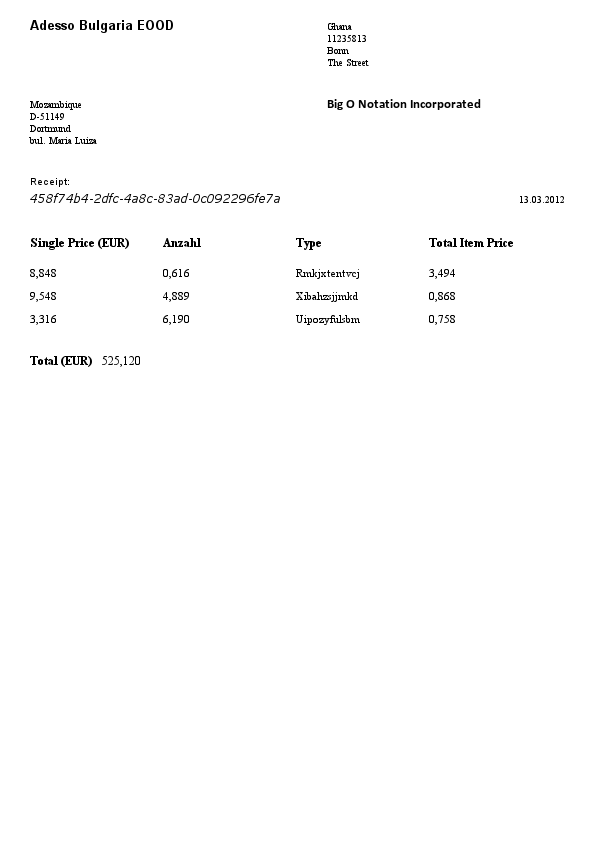 Adesso Bulgaria EOOD
Ghana
11235813
Bonn
The Street
Mozambique
D-51149
Dortmund
bul. Maria Luiza
Big O Notation Incorporated
Receipt:
458f74b4-2dfc-4a8c-83ad-0c092296fe7a
13.03.2012
Single Price (EUR) Anzahl Type Total Item Price
8,848 0,616 Rmkjxtentvcj 3,494
9,548 4,889 Xibahzsjjmkd 0,868
3,316 6,190 Uipozyfulsbm 0,758
Total (EUR) 525,120